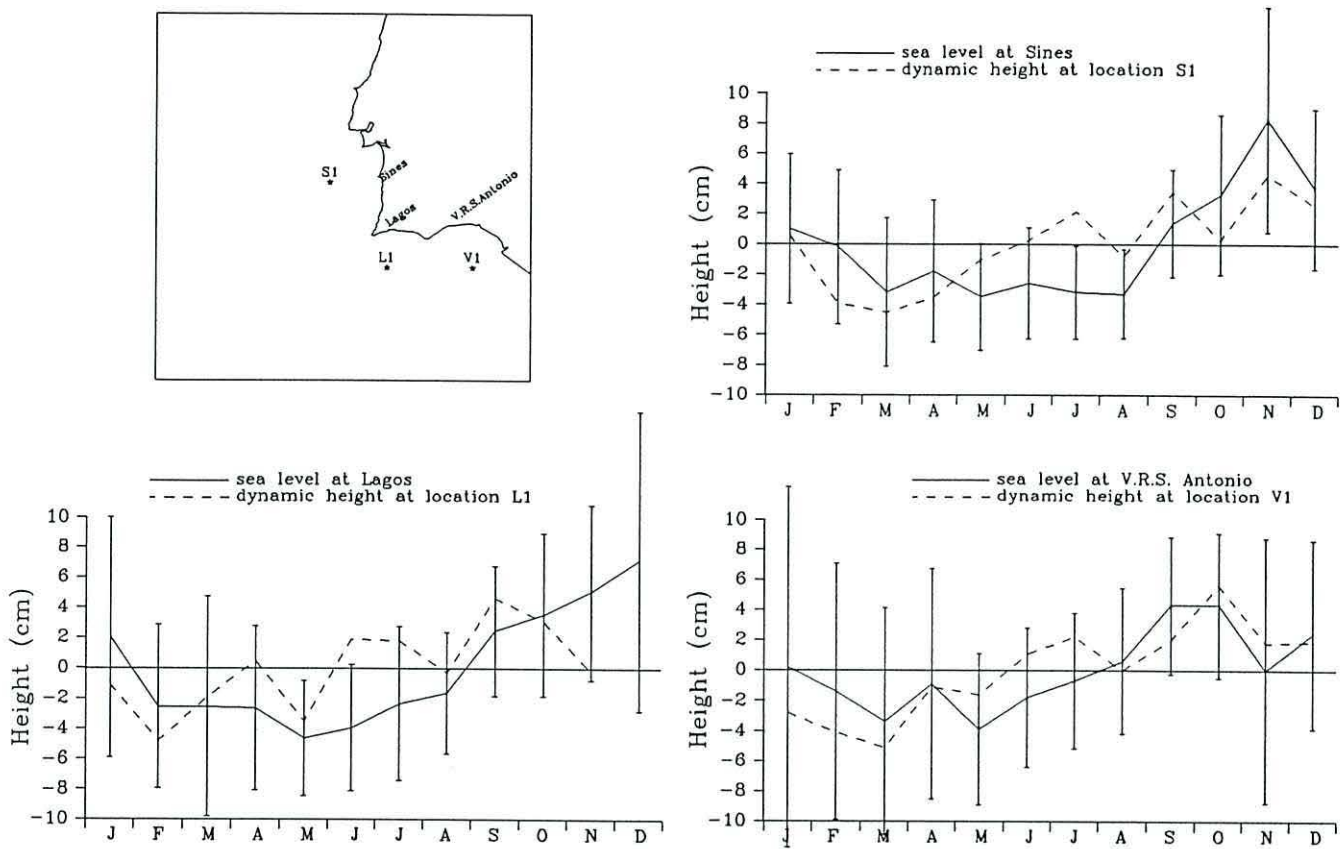 S1
Sines
Lagos
V.R.S.Antonio
L1
V1
sea level at Sines
dynamic height at location S1
Height (cm)
10
8
6
4
2
0
-2
-4
-6
-8
-10
J F M A M J J A S O N D
sea level at Lagos
dynamic height at location L1
Height (cm)
10
8
6
4
2
0
-2
-4
-6
-8
-10
J F M A M J J A S O N D
sea level at V.R.S. Antonio
dynamic height at location V1
Height (cm)
10
8
6
4
2
0
-2
-4
-6
-8
-10
J F M A M J J A S O N D